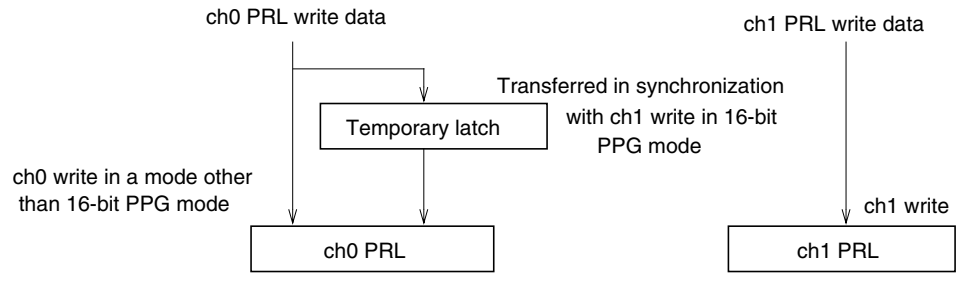 ch0 PRL write data
ch1 PRL write data
Transferred in synchronization
with ch1 write in 16-bit
PPG mode
Temporary latch
ch0 write in a mode other
than 16-bit PPG mode
ch1 write
ch0 PRL
ch1 PRL